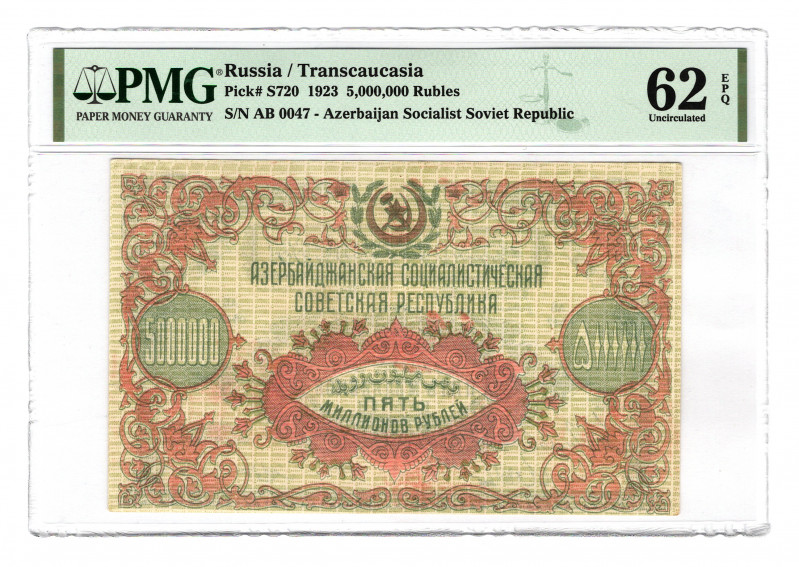 PMG®
PAPER MONEY GUARANTY
Russia / Transcaucasia
Pick# S720 1923 5,000,000 Rubles
S/N AB 0047 - Azerbaijan Socialist Soviet Republic
62
Uncirculated
EPQ
АЗЕРБАЙДЖАНСКАЯ СОЦИАЛИСТИЧЕСКАЯ
СОВЕТСКАЯ РЕСПУБЛИКА
5000000
۵۰۰۰۰۰۰
ПЯТЬ
МИЛЛИОНОВ РУБЛЕЙ